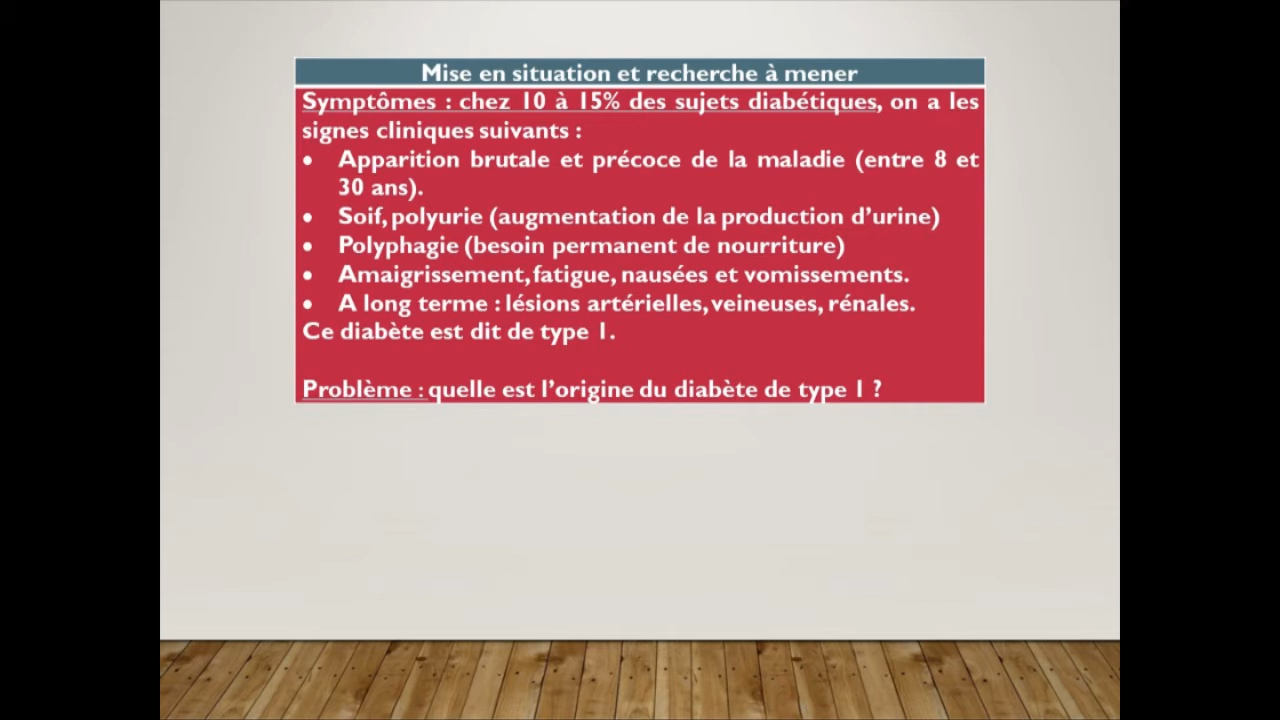 Mise en situation et recherche à mener
Symptômes : chez 10 à 15% des sujets diabétiques, on a les
signes cliniques suivants :
• Apparition brutale et précoce de la maladie (entre 8 et
30 ans).
• Soif, polyurie (augmentation de la production d’urine)
• Polyphagie (besoin permanent de nourriture)
• Amaigrissement, fatigue, nausées et vomissements.
• A long terme : lésions artérielles, veineuses, rénales.
Ce diabète est dit de type 1.
Problème : quelle est l’origine du diabète de type 1 ?